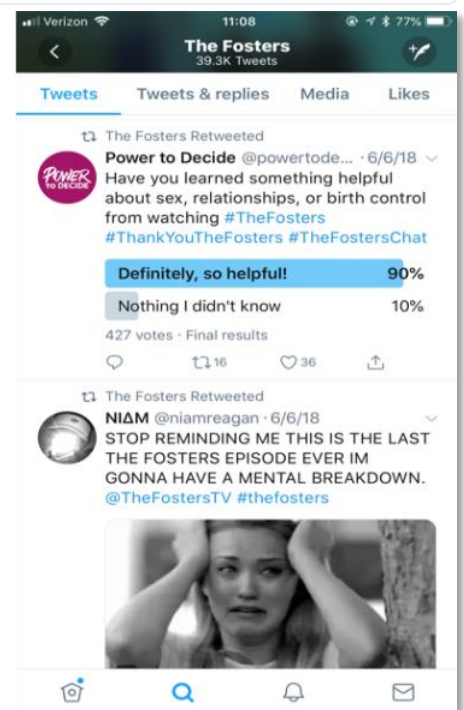 Verizon 11:08 77%
The Fosters
39.3K Tweets
Tweets Tweets & replies Media Likes
The Fosters Retweeted
POWER TO DECIDE
Power to Decide @powertode... · 6/6/18
Have you learned something helpful
about sex, relationships, or birth control
from watching #TheFosters
#ThankYouTheFosters #TheFostersChat
Definitely, so helpful! 90%
Nothing I didn't know 10%
427 votes · Final results
16 36
The Fosters Retweeted
NIΔM @niamreagan · 6/6/18
STOP REMINDING ME THIS IS THE LAST
THE FOSTERS EPISODE EVER IM
GONNA HAVE A MENTAL BREAKDOWN.
@TheFostersTV #thefosters